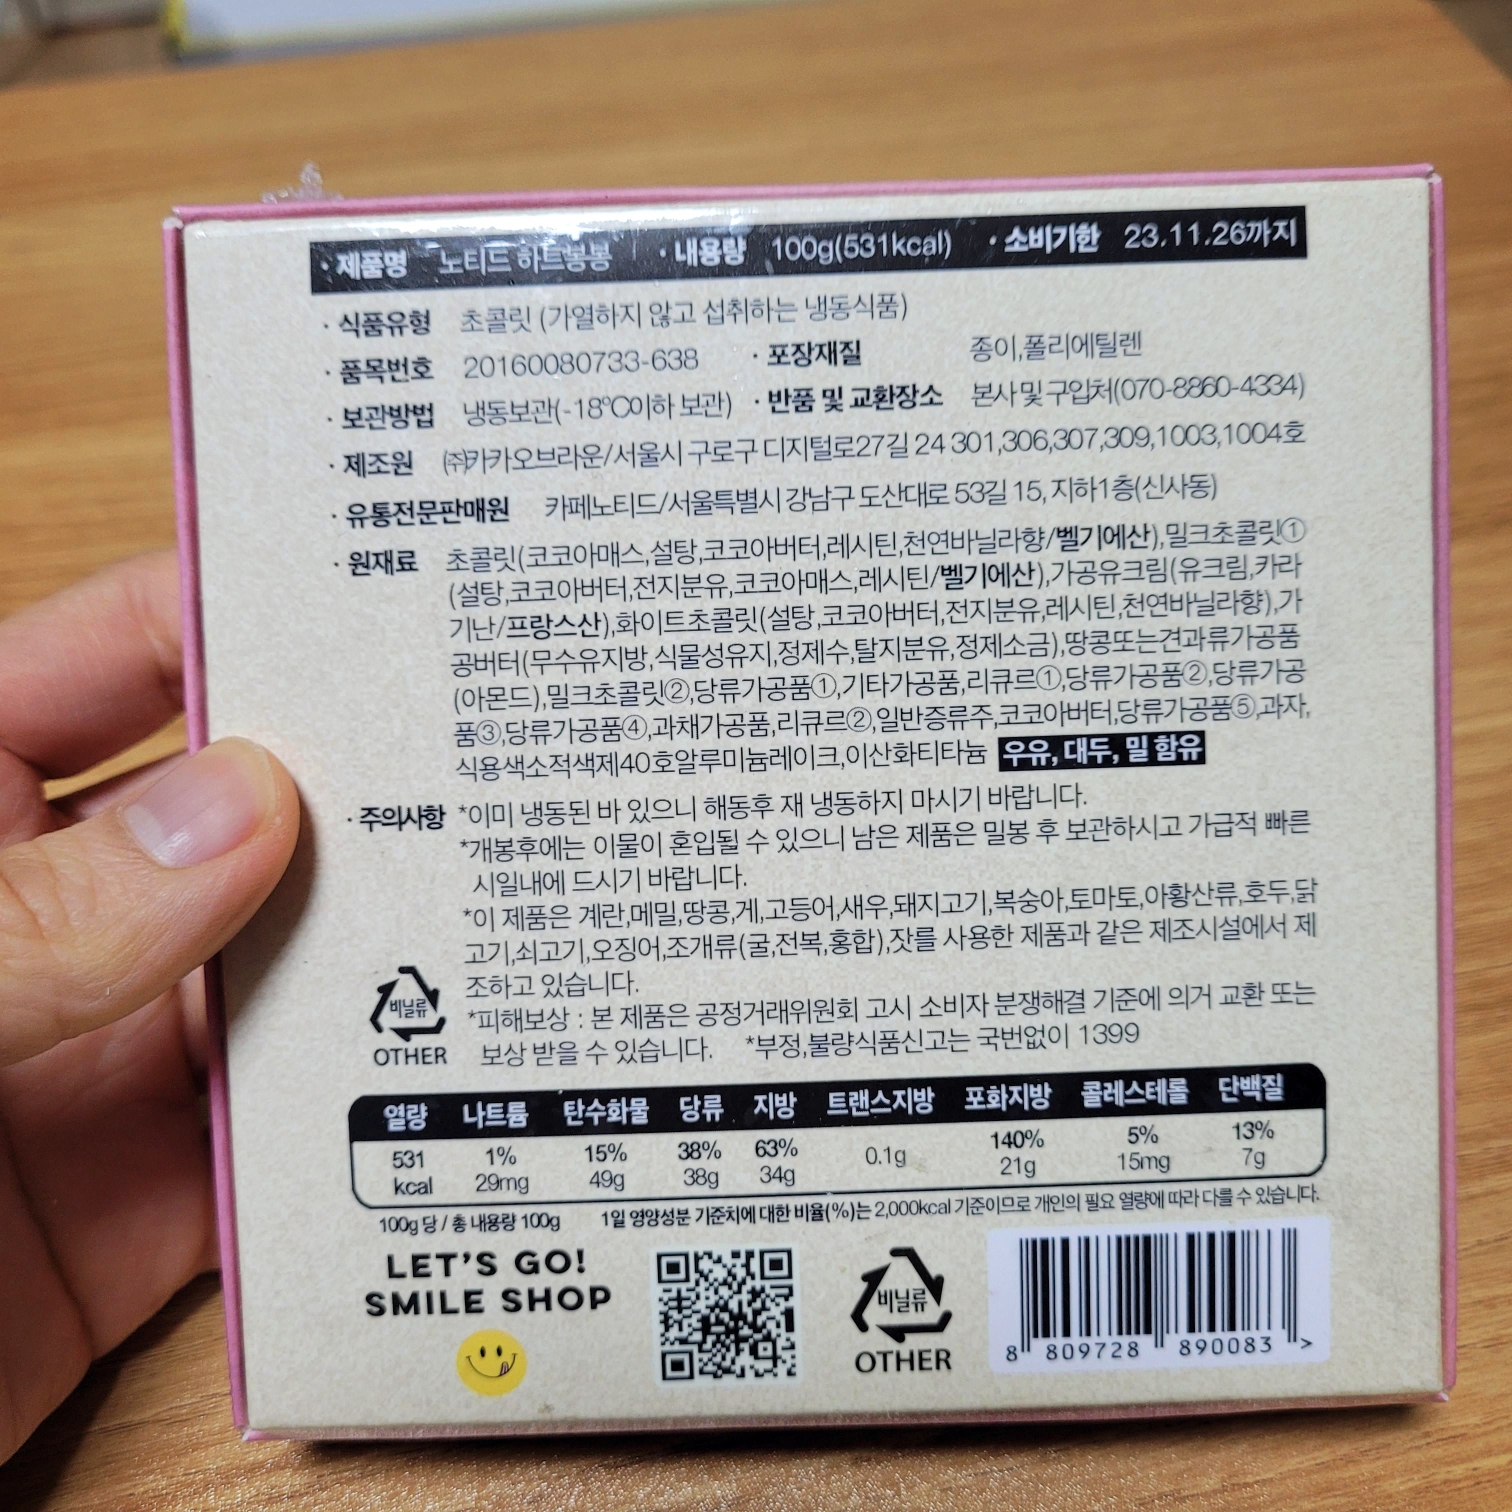 · 제품명 노티드 하트봉봉 · 내용량 100g(531kcal) · 소비기한 23.11.26까지
· 식품유형 초콜릿 (가열하지 않고 섭취하는 냉동식품)
· 품목번호 20160080733-638 · 포장재질 종이,폴리에틸렌
· 보관방법 냉동보관(-18℃이하 보관) · 반품 및 교환장소 본사 및 구입처(070-8860-4334)
· 제조원 ㈜카카오브라운/서울시 구로구 디지털로27길 24 301,306,307,309,1003,1004호
· 유통전문판매원 카페노티드/서울특별시 강남구 도산대로 53길 15, 지하1층(신사동)
· 원재료 초콜릿(코코아매스,설탕,코코아버터,레시틴,천연바닐라향/벨기에산),밀크초콜릿①
(설탕,코코아버터,전지분유,코코아매스,레시틴/벨기에산),가공유크림(유크림,카라
기난/프랑스산),화이트초콜릿(설탕,코코아버터,전지분유,레시틴,천연바닐라향),가
공버터(무수유지방,식물성유지,정제수,탈지분유,정제소금),땅콩또는견과류가공품
(아몬드),밀크초콜릿②,당류가공품①,기타가공품,리큐르①,당류가공품②,당류가공
품③,당류가공품④,과채가공품,리큐르②,일반증류주,코코아버터,당류가공품⑤,과자,
식용색소적색제40호알루미늄레이크,이산화티타늄 우유, 대두, 밀 함유
· 주의사항 *이미 냉동된 바 있으니 해동후 재 냉동하지 마시기 바랍니다.
*개봉후에는 이물이 혼입될 수 있으니 남은 제품은 밀봉 후 보관하시고 가급적 빠른
시일내에 드시기 바랍니다.
*이 제품은 계란,메밀,땅콩,게,고등어,새우,돼지고기,복숭아,토마토,아황산류,호두,닭
고기,쇠고기,오징어,조개류(굴,전복,홍합),잣를 사용한 제품과 같은 제조시설에서 제
조하고 있습니다.
*피해보상 : 본 제품은 공정거래위원회 고시 소비자 분쟁해결 기준에 의거 교환 또는
보상 받을 수 있습니다. *부정,불량식품신고는 국번없이 1399
비닐류
OTHER
열량 나트륨 탄수화물 당류 지방 트랜스지방 포화지방 콜레스테롤 단백질
531 1% 15% 38% 63% 0.1g 140% 5% 13%
kcal 29mg 49g 38g 34g 21g 15mg 7g
100g 당 / 총 내용량 100g 1일 영양성분 기준치에 대한 비율(%)는 2,000kcal 기준이므로 개인의 필요 열량에 따라 다를 수 있습니다.
LET'S GO!
SMILE SHOP
비닐류
OTHER
8 809728 890083 >